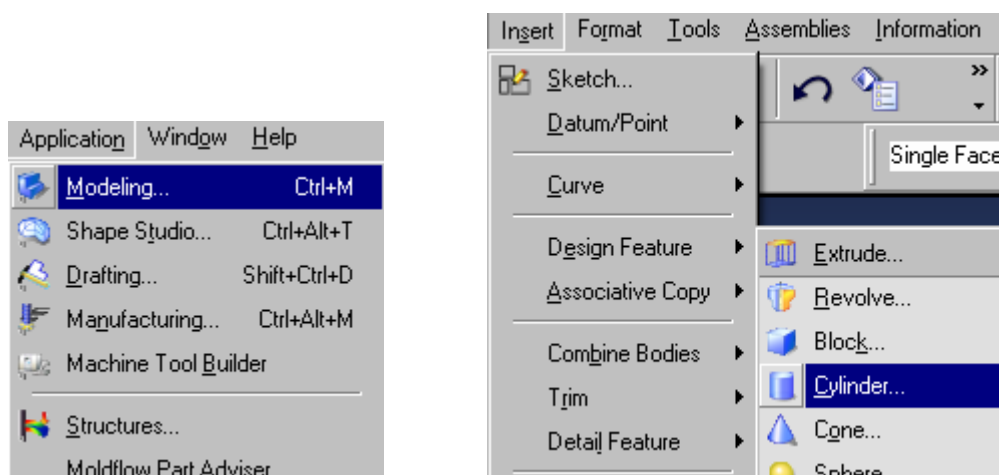 Application Window Help
Modeling... Ctrl+M
Shape Studio... Ctrl+Alt+T
Drafting... Shift+Ctrl+D
Manufacturing... Ctrl+Alt+M
Machine Tool Builder
Structures...
Moldflow Part Adviser
Insert Format Tools Assemblies Information
Sketch...
Datum/Point
Single Face
Curve
Design Feature
Associative Copy
Combine Bodies
Trim
Detail Feature
Extrude...
Revolve...
Block...
Cylinder...
Cone...
Sphere